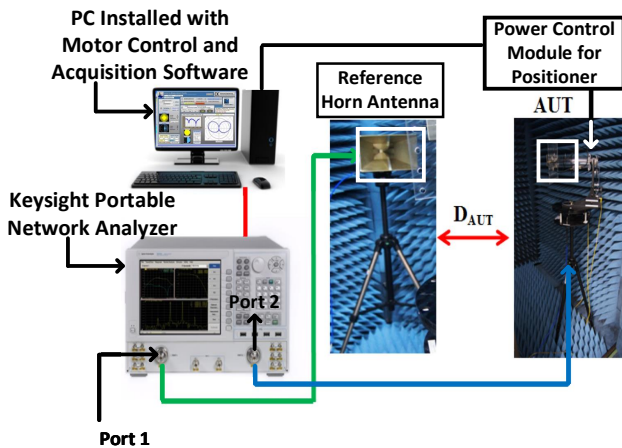 PC Installed with
Motor Control and
Acquisition Software
Power Control
Module for
Positioner
Reference
Horn Antenna
AUT
Keysight Portable
Network Analyzer
D_AUT
Port 2
Port 1